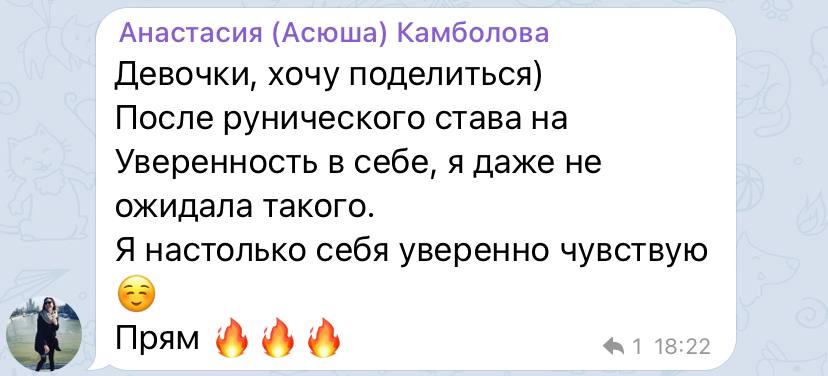 Анастасия (Асюша) Камболова
Девочки, хочу поделиться)
После рунического става на
Уверенность в себе, я даже не
ожидала такого.
Я настолько себя уверенно чувствую
☺️
Прям 🔥🔥🔥
1 18:22